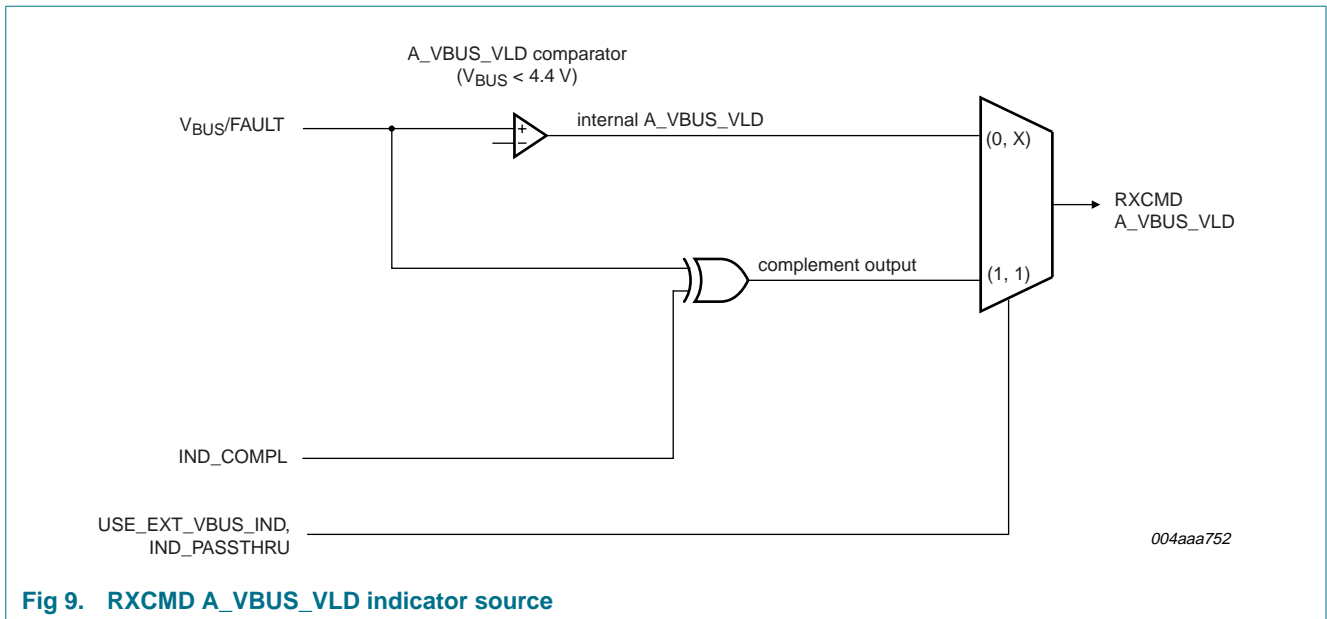 A_VBUS_VLD comparator
(VBUS < 4.4 V)
VBUS/FAULT
+
−
internal A_VBUS_VLD
(0, X)
RXCMD
A_VBUS_VLD
complement output
(1, 1)
IND_COMPL
USE_EXT_VBUS_IND,
IND_PASSTHRU
004aaa752
Fig 9. RXCMD A_VBUS_VLD indicator source